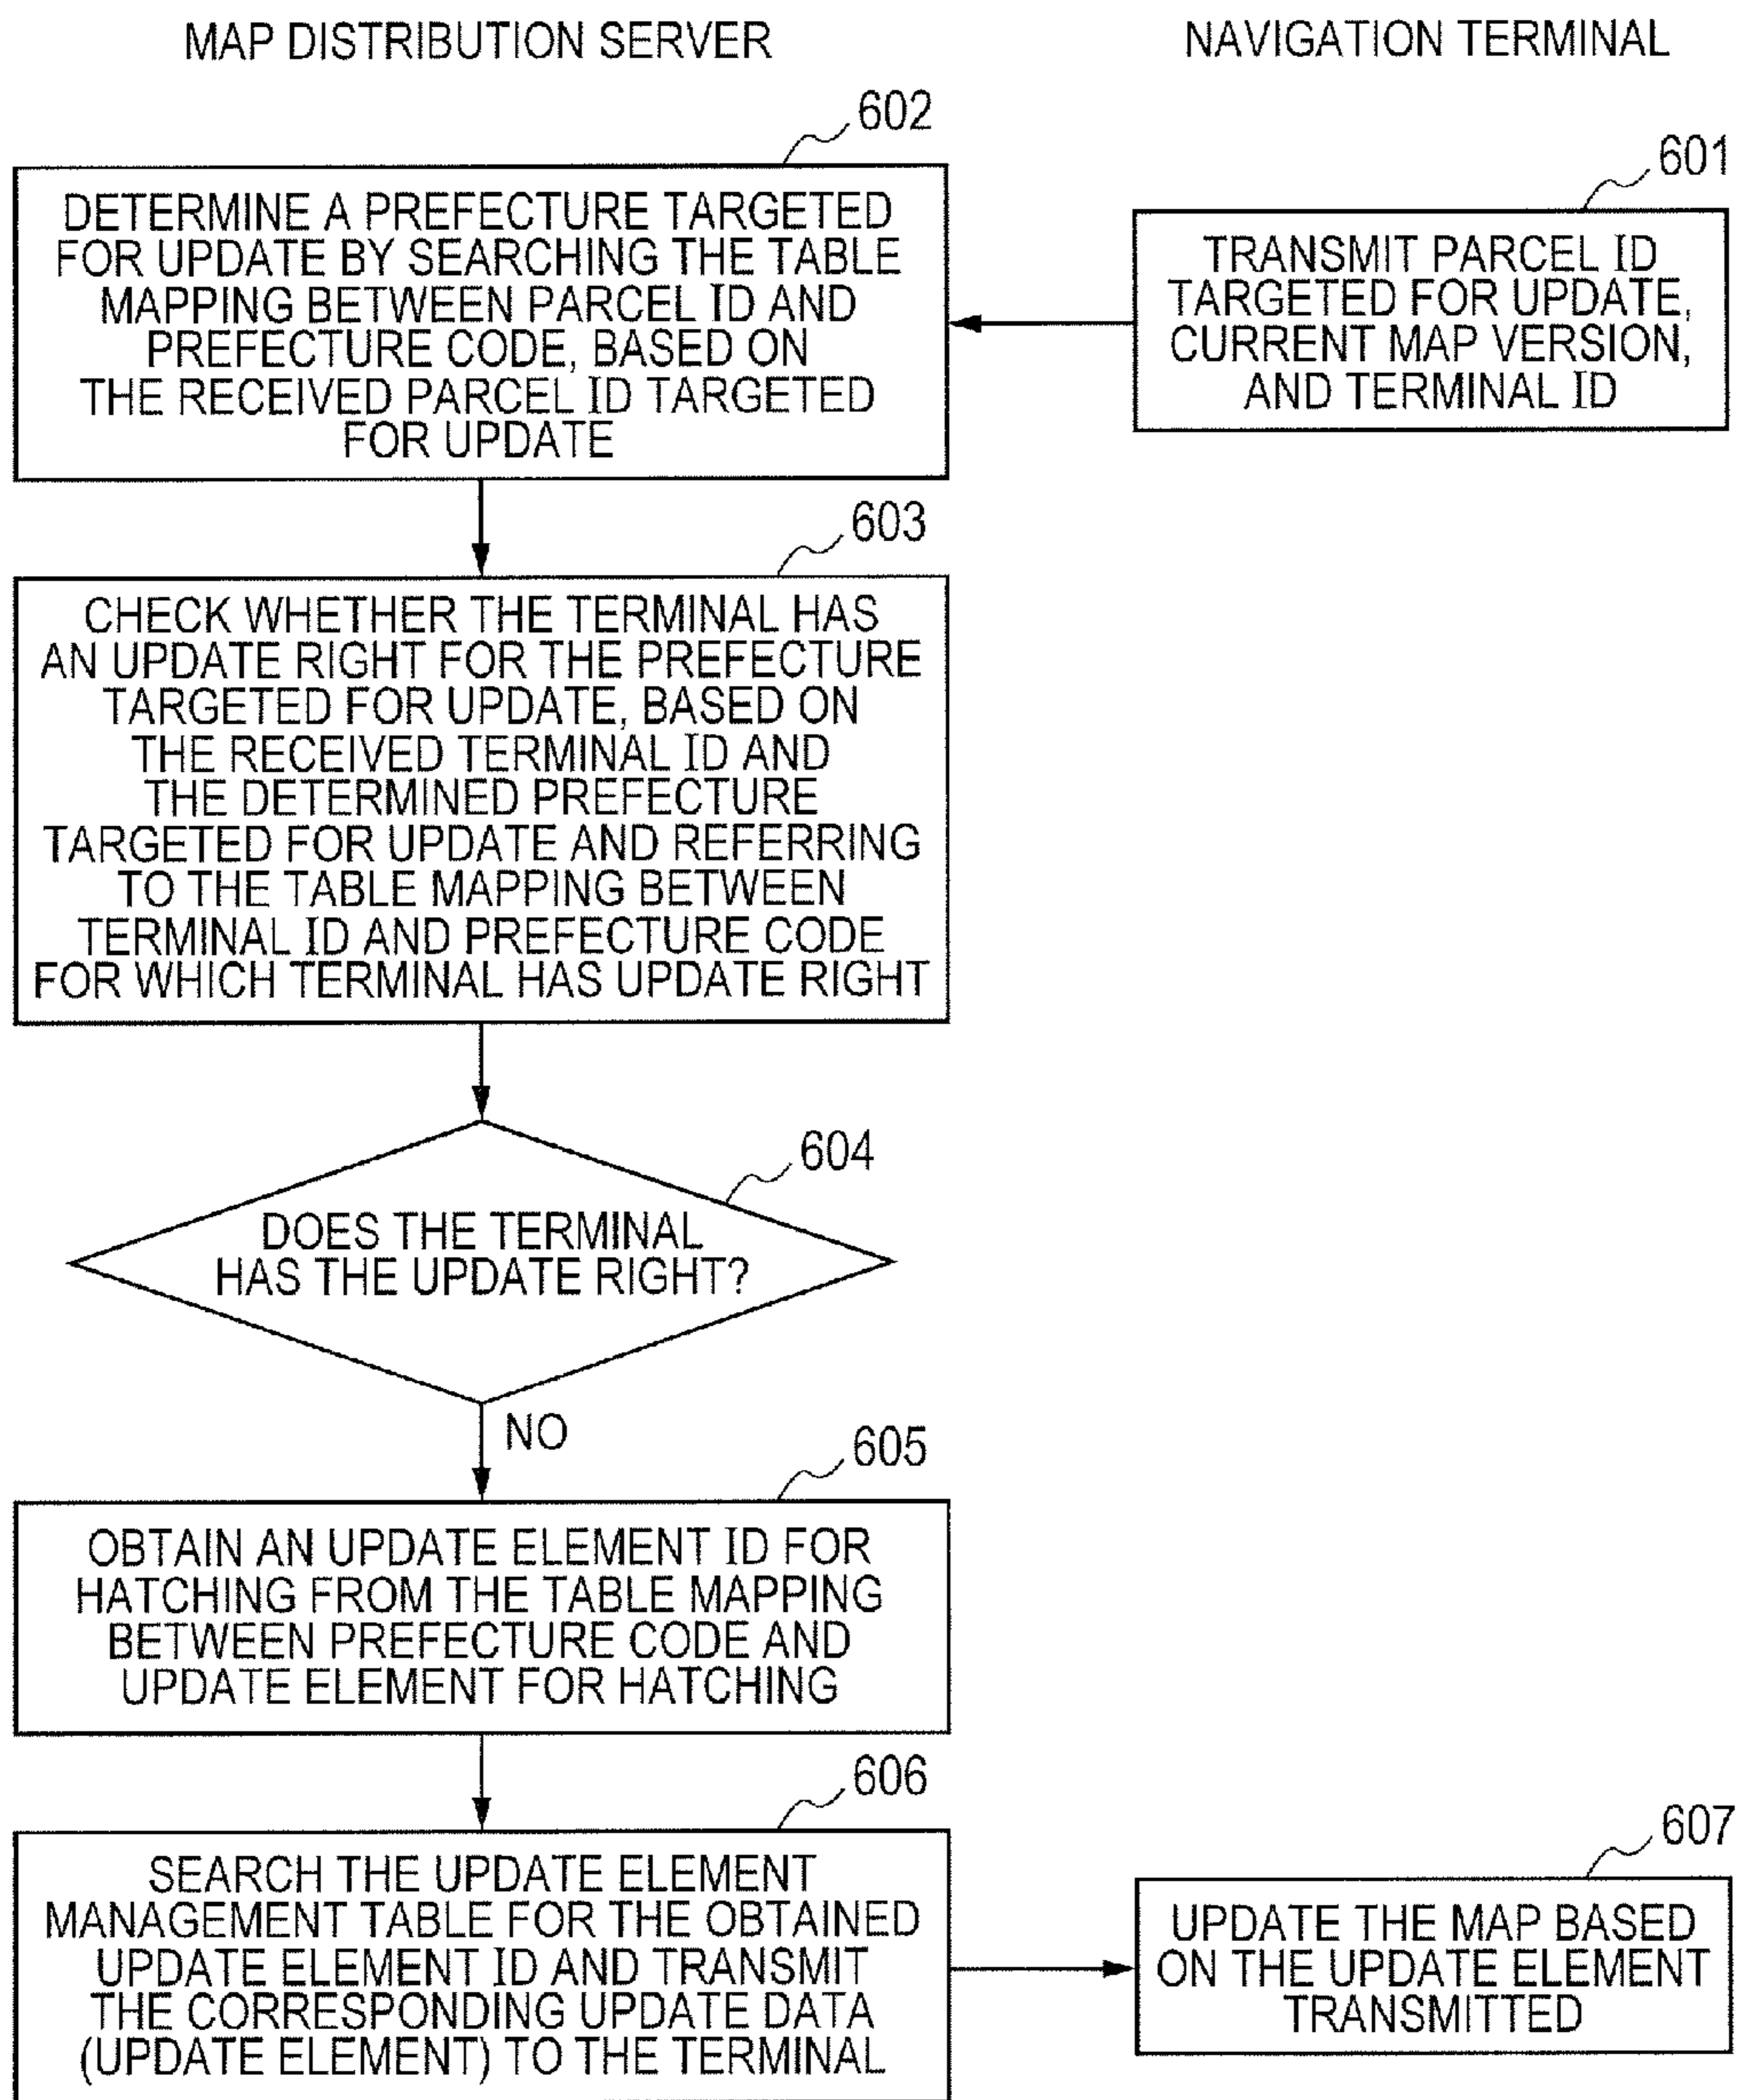 MAP DISTRIBUTION SERVER
NAVIGATION TERMINAL
602
601
DETERMINE A PREFECTURE TARGETED
FOR UPDATE BY SEARCHING THE TABLE
MAPPING BETWEEN PARCEL ID AND
PREFECTURE CODE, BASED ON
THE RECEIVED PARCEL ID TARGETED
FOR UPDATE
TRANSMIT PARCEL ID
TARGETED FOR UPDATE,
CURRENT MAP VERSION,
AND TERMINAL ID
603
CHECK WHETHER THE TERMINAL HAS
AN UPDATE RIGHT FOR THE PREFECTURE
TARGETED FOR UPDATE, BASED ON
THE RECEIVED TERMINAL ID AND
THE DETERMINED PREFECTURE
TARGETED FOR UPDATE AND REFERRING
TO THE TABLE MAPPING BETWEEN
TERMINAL ID AND PREFECTURE CODE
FOR WHICH TERMINAL HAS UPDATE RIGHT
604
DOES THE TERMINAL
HAS THE UPDATE RIGHT?
NO
605
OBTAIN AN UPDATE ELEMENT ID FOR
HATCHING FROM THE TABLE MAPPING
BETWEEN PREFECTURE CODE AND
UPDATE ELEMENT FOR HATCHING
606
607
SEARCH THE UPDATE ELEMENT
MANAGEMENT TABLE FOR THE OBTAINED
UPDATE ELEMENT ID AND TRANSMIT
THE CORRESPONDING UPDATE DATA
(UPDATE ELEMENT) TO THE TERMINAL
UPDATE THE MAP BASED
ON THE UPDATE ELEMENT
TRANSMITTED